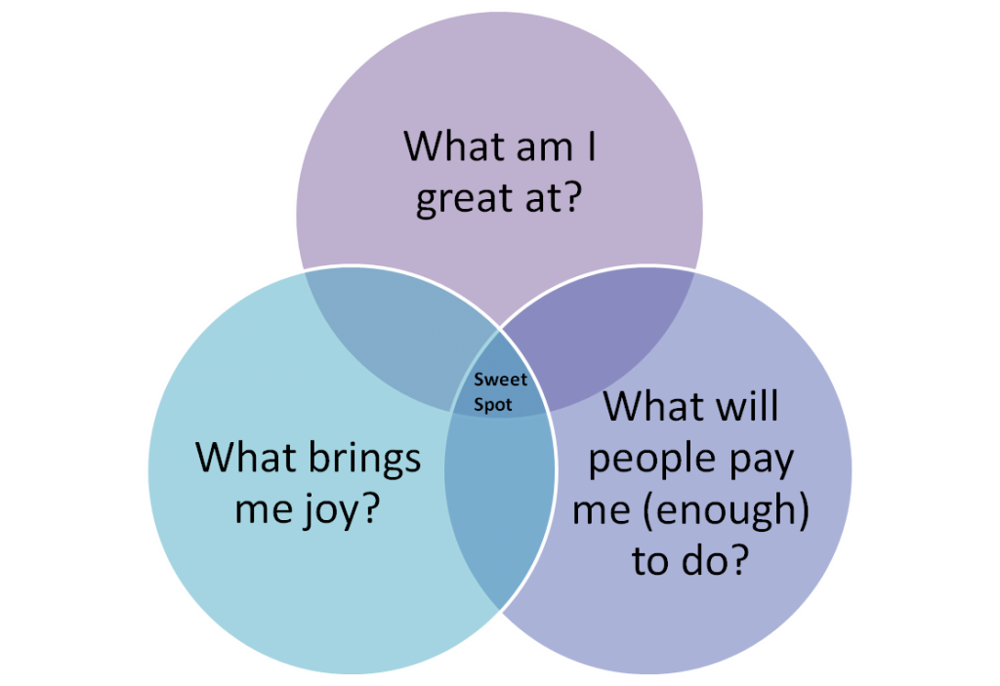 What am I
great at?
Sweet
Spot
What brings
me joy?
What will
people pay
me (enough)
to do?